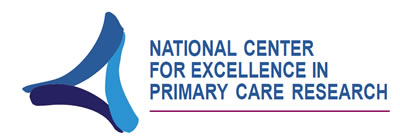 NATIONAL CENTER
FOR EXCELLENCE IN
PRIMARY CARE RESEARCH